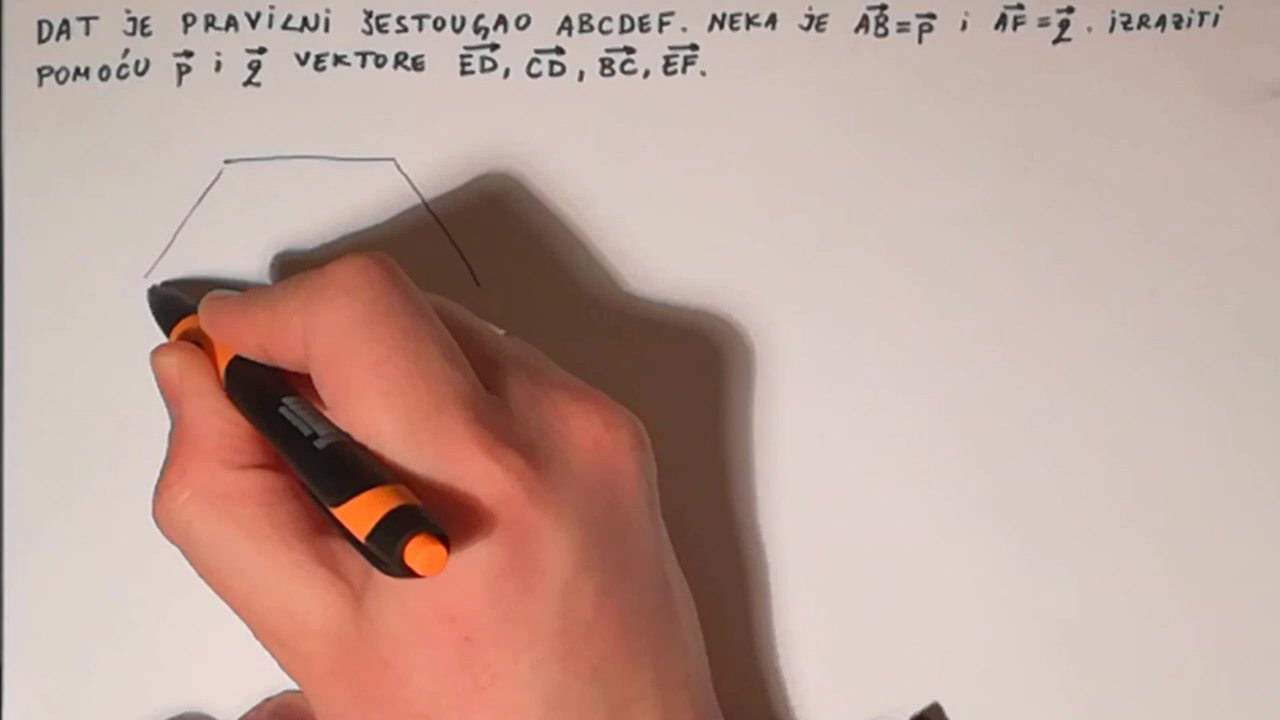 DAT JE PRAVILNI ŠESTOUGAO ABCDEF. NEKA JE A⃗B⃗=p⃗ i A⃗F⃗=q⃗. iZRAZiTi
POMOĆU p⃗ i q⃗ VEKTORE E⃗D⃗, C⃗D⃗, B⃗C⃗, E⃗F⃗.